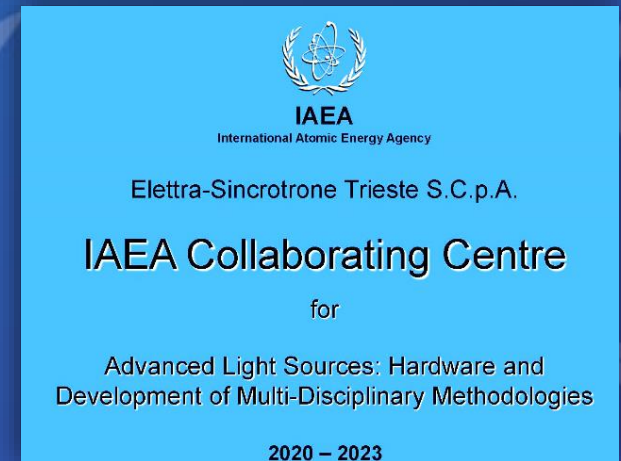 IAEA
International Atomic Energy Agency
Elettra-Sincrotrone Trieste S.C.p.A.
IAEA Collaborating Centre
for
Advanced Light Sources: Hardware and
Development of Multi-Disciplinary Methodologies
2020 – 2023